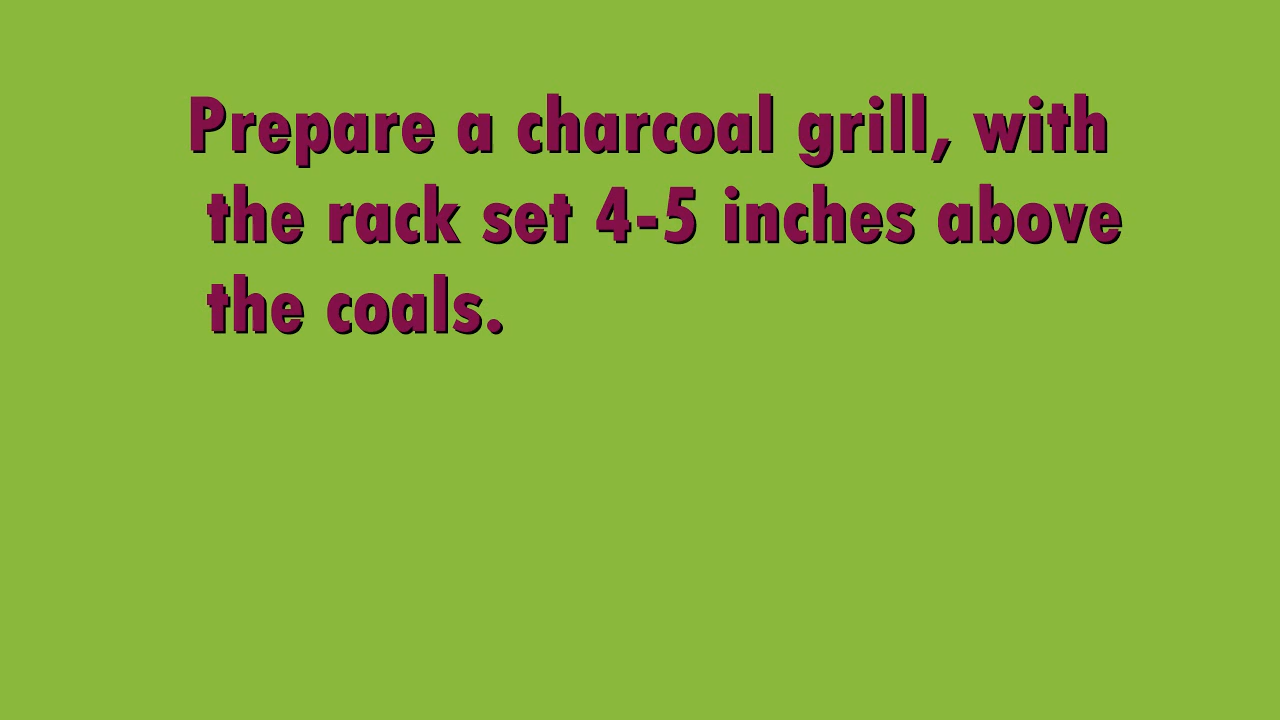 Prepare a charcoal grill, with
the rack set 4-5 inches above
the coals.